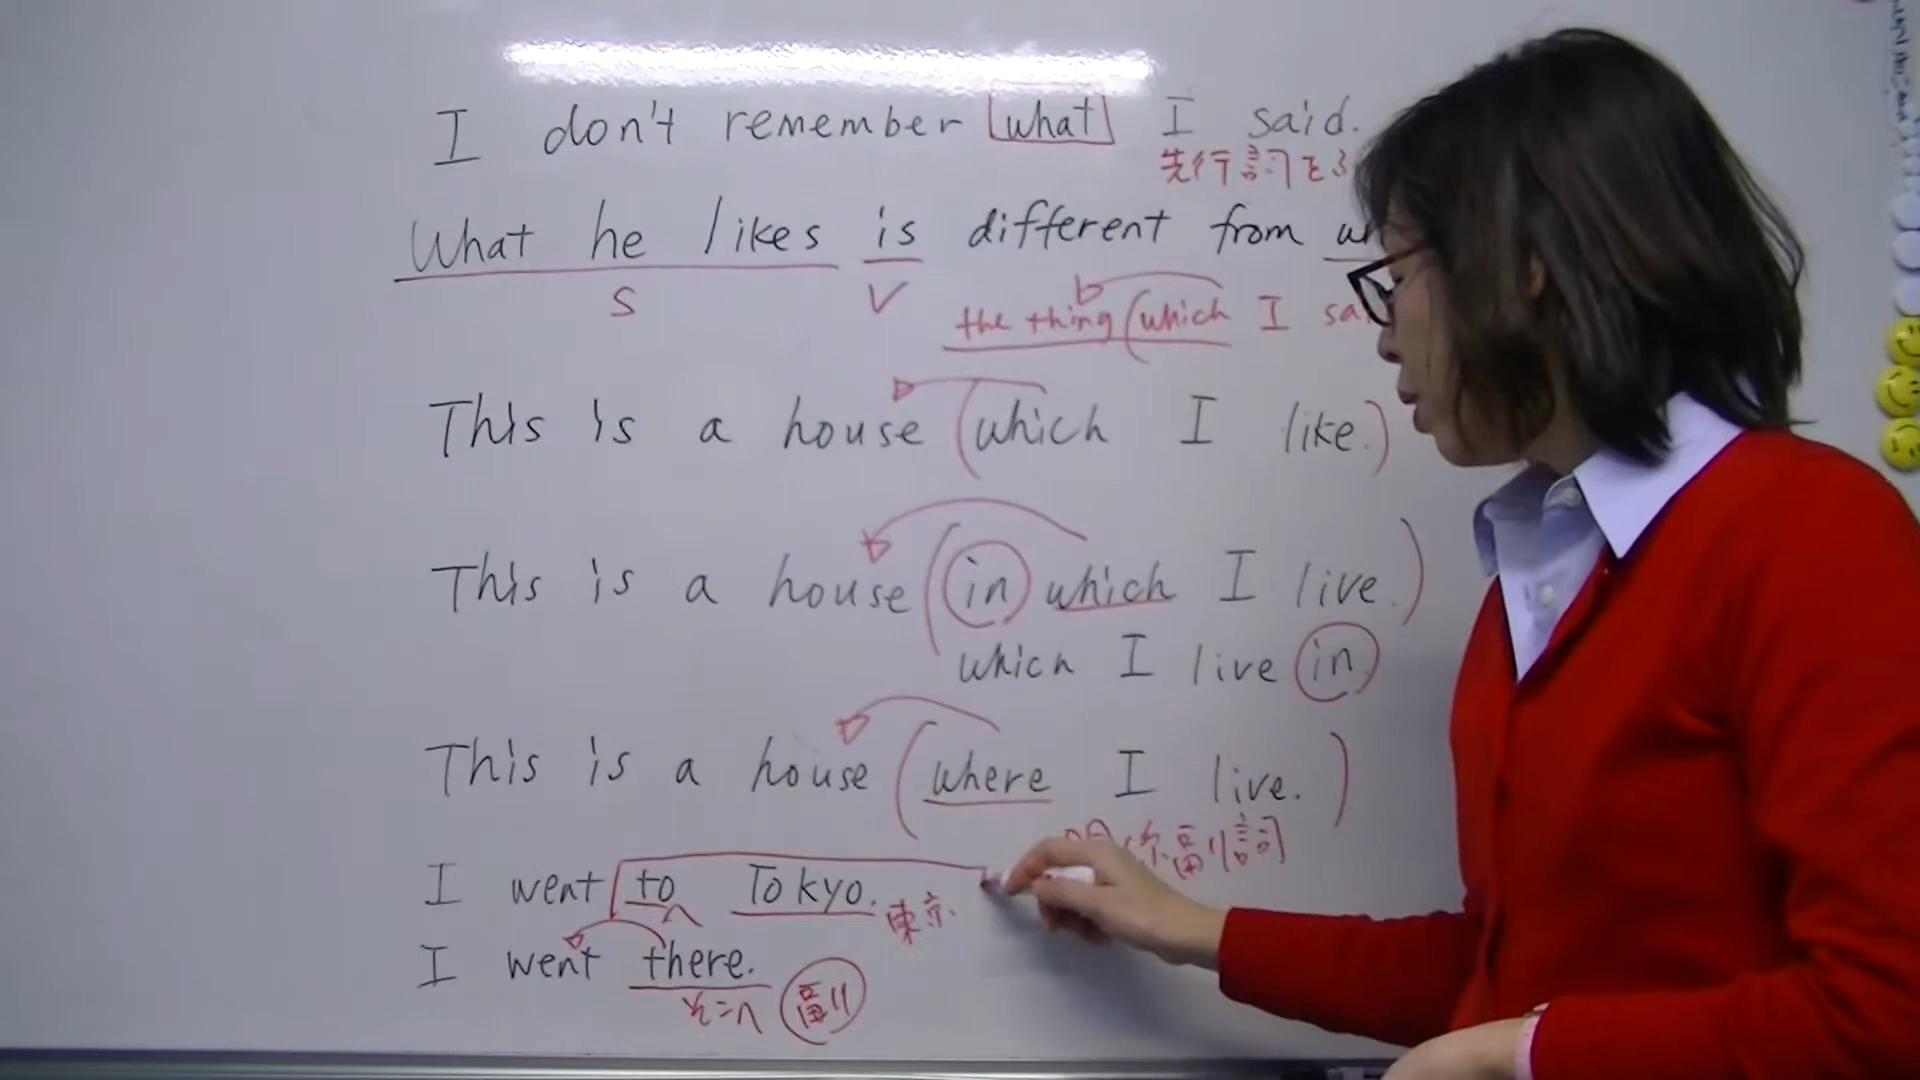 I don't remember what I said.
先行詞をふ
What he likes is different from
S V
the thing (which I sa
This is a house (which I like.)
This is a house (in which I live.)
which I live in.
This is a house (where I live.)
関係副詞
I went to Tokyo.
へ 東京
I went there.
そこへ 副